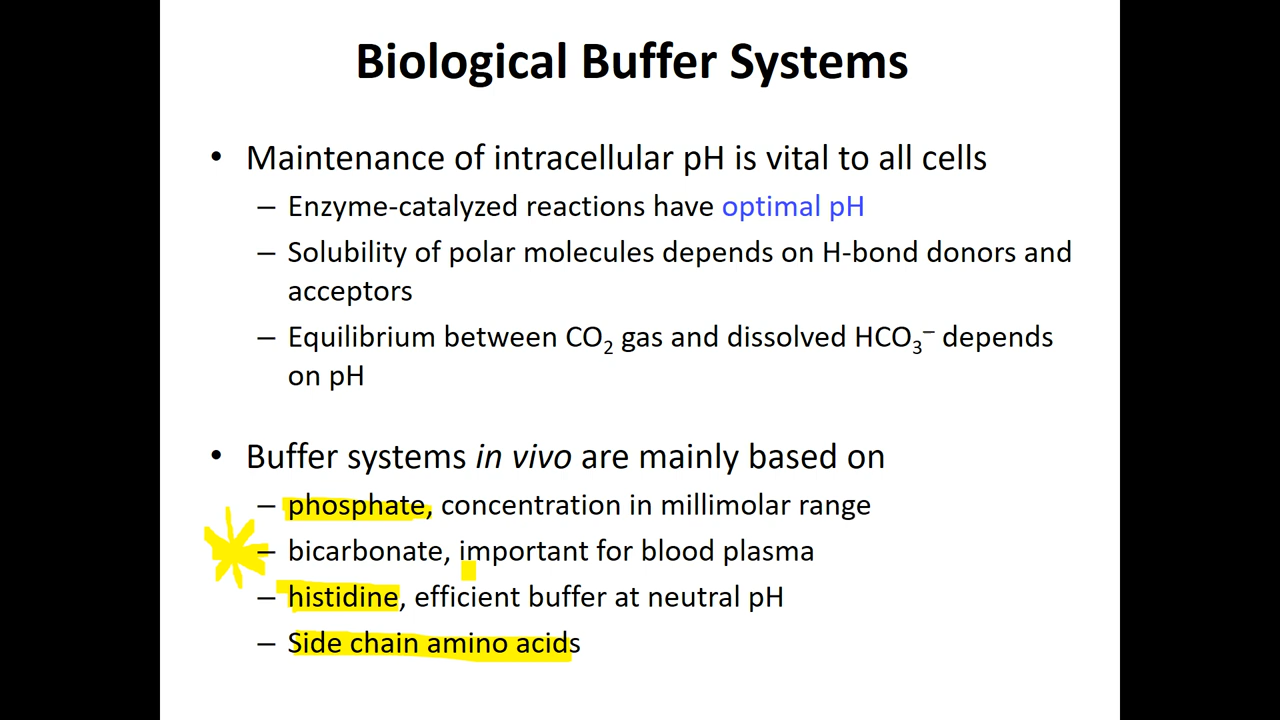 Biological Buffer Systems
• Maintenance of intracellular pH is vital to all cells
– Enzyme-catalyzed reactions have optimal pH
– Solubility of polar molecules depends on H-bond donors and
acceptors
– Equilibrium between CO₂ gas and dissolved HCO₃⁻ depends
on pH
• Buffer systems in vivo are mainly based on
– phosphate, concentration in millimolar range
– bicarbonate, important for blood plasma
– histidine, efficient buffer at neutral pH
– Side chain amino acids